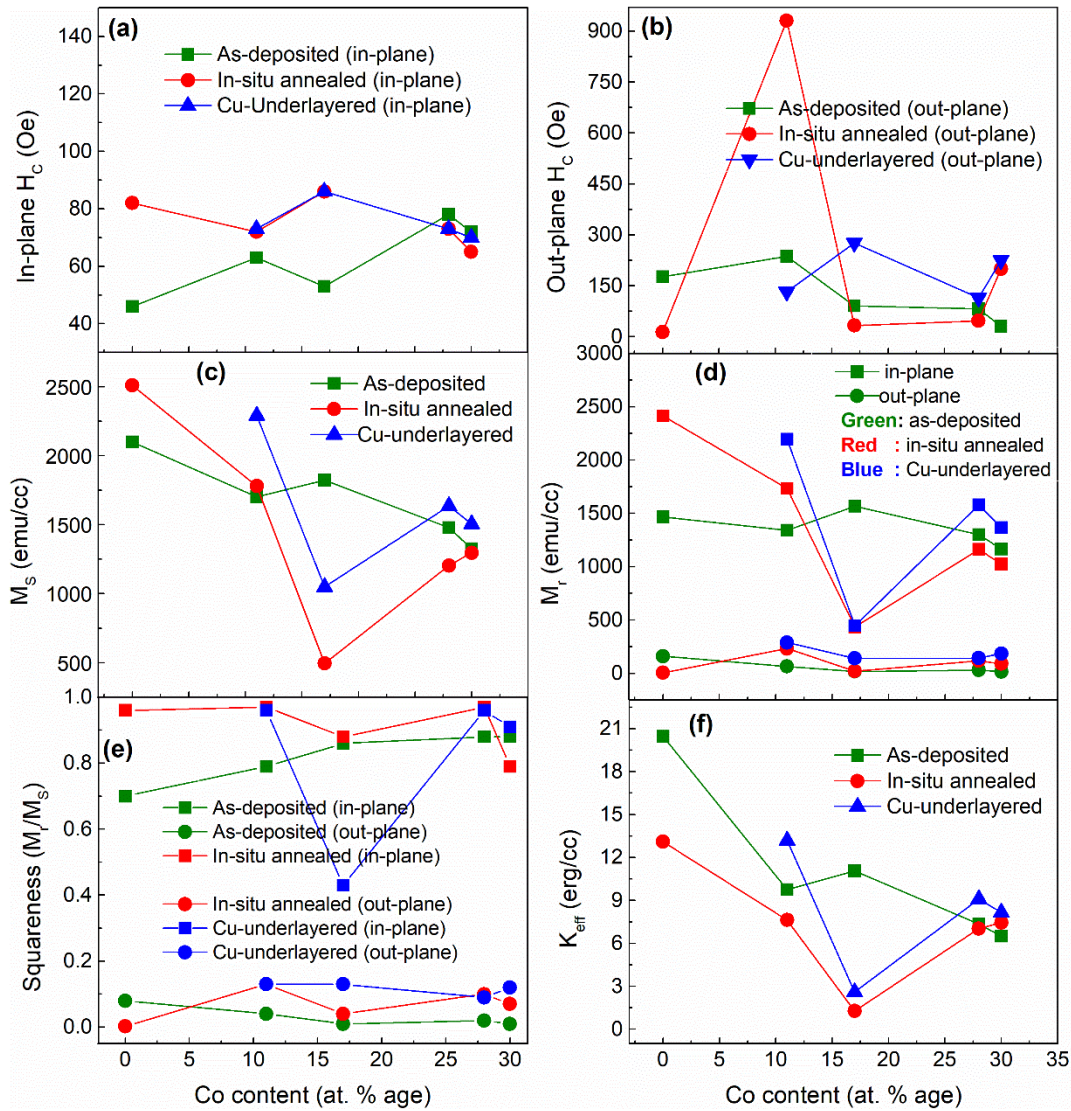 (a)
As-deposited (in-plane)
In-situ annealed (in-plane)
Cu-Underlayered (in-plane)
In-plane H_C (Oe)
140
120
100
80
60
40
(b)
As-deposited (out-plane)
In-situ annealed (out-plane)
Cu-underlayered (out-plane)
Out-plane H_C (Oe)
900
750
600
450
300
150
0
(c)
As-deposited
In-situ annealed
Cu-underlayered
M_S (emu/cc)
2500
2000
1500
1000
500
(d)
in-plane
out-plane
Green: as-deposited
Red : in-situ annealed
Blue : Cu-underlayered
M_r (emu/cc)
3000
2500
2000
1500
1000
500
0
(e)
As-deposited (in-plane)
As-deposited (out-plane)
In-situ annealed (in-plane)
In-situ annealed (out-plane)
Cu-underlayered (in-plane)
Cu-underlayered (out-plane)
Squareness (M_r/M_S)
1.0
0.8
0.6
0.4
0.2
0.0
0 5 10 15 20 25 30
Co content (at. % age)
(f)
As-deposited
In-situ annealed
Cu-underlayered
K_eff (erg/cc)
21
18
15
12
9
6
3
0
0 5 10 15 20 25 30 35
Co content (at. % age)